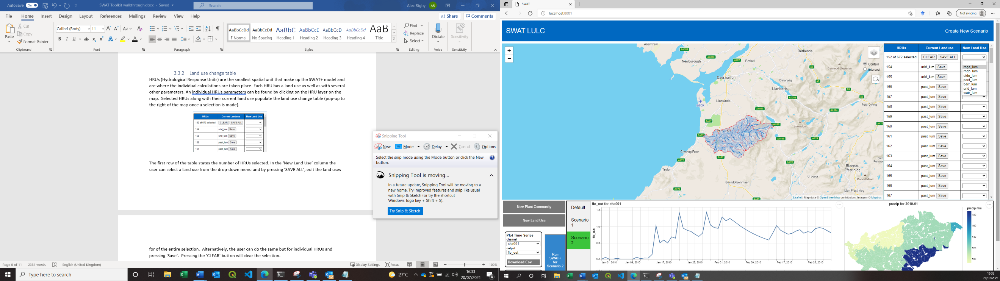 AutoSave On
SWAT Toolkit walkthrough.docx - Saved
Search
Alex Rigby AR
File Home Insert Design Layout References Mailings Review View Help
Share Comments
Paste
Cut
Copy
Format Painter
Clipboard
Calibri (Body) 11
Font
Paragraph
AaBbCcDd AaBbCcDd AaBbC AaBbCcE AaBbCcD AaBbCcDd AaB
¶ Normal No Spacing Heading 1 Heading 2 Heading 3 Heading 4 Title
Styles
Find
Replace
Select
Editing
Dictate
Voice
Sensitivity
Sensitivity
3.3.2 Land use change table
HRUs (Hydrological Response Units) are the smallest spatial unit that make up the SWAT+ model and
are where the individual calculations are taken place. Each HRU has a land use as well as with several
other parameters. An individual HRUs parameters can be found by clicking on the HRU layer on the
map. Selected HRUs along with their current land use populate the land use change table (pop-up to
the right of the map once a selection is made).
HRUs Current Landuse New Land Use
152 of 672 selected CLEAR SAVE ALL
154 urld_lum Save
155 urld_lum Save
156 past_lum Save
157 past_lum Save
The first row of the table states the number of HRUs selected. In the ‘New Land Use’ column the
user can select a land use from the drop-down menu and by pressing ‘SAVE ALL’, edit the land uses
for of the entire selection. Alternatively, the user can do the same but for individual HRUs and
pressing ‘Save’. Pressing the ‘CLEAR’ button will clear the selection.
Snipping Tool
New Mode Delay Cancel Options
Select the snip mode using the Mode button or click the New
button.
Snipping Tool is moving...
In a future update, Snipping Tool will be moving to a
new home. Try improved features and snip like usual
with Snip & Sketch (or try the shortcut
Windows logo key + Shift + S).
Try Snip & Sketch
Page 8 of 11 2381 words English (United Kingdom)
Display Settings Focus 100%
Type here to search
27°C
16:33
20/07/2021
4
SWAT
localhost:8001
Not syncing
SWAT LULC
Create New Scenario
+
−
Aberffraw
Newborough
Bethel
Bethesda
Carnedd Llewelyn
Caernarfon
Dinorwig
Llanberis
Llanwnda
EGCK
Pont-Cyfyng
Snowdon
Clynnog Fawr
Trefor
Garndolbenmaen
Croesor
Blaenau
Ffestiniog
Manod Mawr
Llan Ffestiniog
A4080
A4080
A487
A5
A5
A5
A5
A4086
A4086
A4085
A4085
A4085
A499
A499
A499
A499
A487
A498
A498
Contain
Intersect
Leaflet | Map data © OpenStreetMap contributors, Imagery © Mapbox
HRUs Current Landuse New Land Use
152 of 672 selected CLEAR SAVE ALL
154 urld_lum Save
155 urld_lum Save
156 past_lum Save
157 past_lum Save
158 past_lum Save
159 past_lum Save
160 past_lum Save
161 past_lum Save
162 past_lum Save
163 past_lum Save
164 past_lum Save
165 past_lum Save
166 past_lum Save
167 past_lum Save
rnge_lum
rngb_lum
uidu_lum
past_lum
barr_lum
urld_lum
watr_lum
New Plant Community
New Land Use
Plot Time Series
channel
cha001
output
flo_out
Download Csv
Run
SWAT+
for
Scenario 2
Default
Scenario
1
Scenario
2
flo_out for cha001
1.5
1.0
0.5
0.0
flo_out
Jan 01, 2010 Jan 09, 2010 Jan 17, 2010 Jan 25, 2010 Feb 01, 2010 Feb 09, 2010 Feb 17, 2010 Feb 25, 2010
precip for 2010-01
precip mm
180
160
140
120
100
16:33
20/07/2021